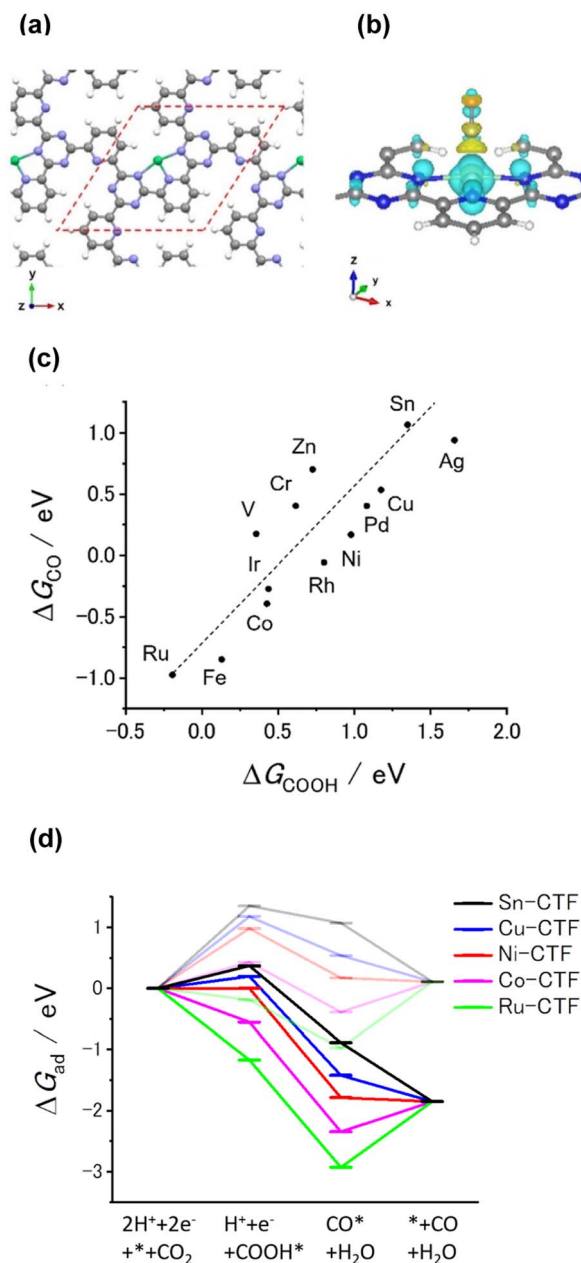 (a)
(b)
y
z
x
z
y
x
(c)
1.0
0.5
0.0
−0.5
−1.0
ΔG_CO / eV
Sn
Zn
Ag
Cr
Cu
V
Pd
Ir
Ni
Rh
Co
Ru
Fe
−0.5
0.0
0.5
1.0
1.5
2.0
ΔG_COOH / eV
(d)
1
0
−1
−2
−3
ΔG_ad / eV
Sn−CTF
Cu−CTF
Ni−CTF
Co−CTF
Ru−CTF
2H⁺+2e⁻
+*+CO₂
H⁺+e⁻
+COOH*
CO*
+H₂O
*+CO
+H₂O